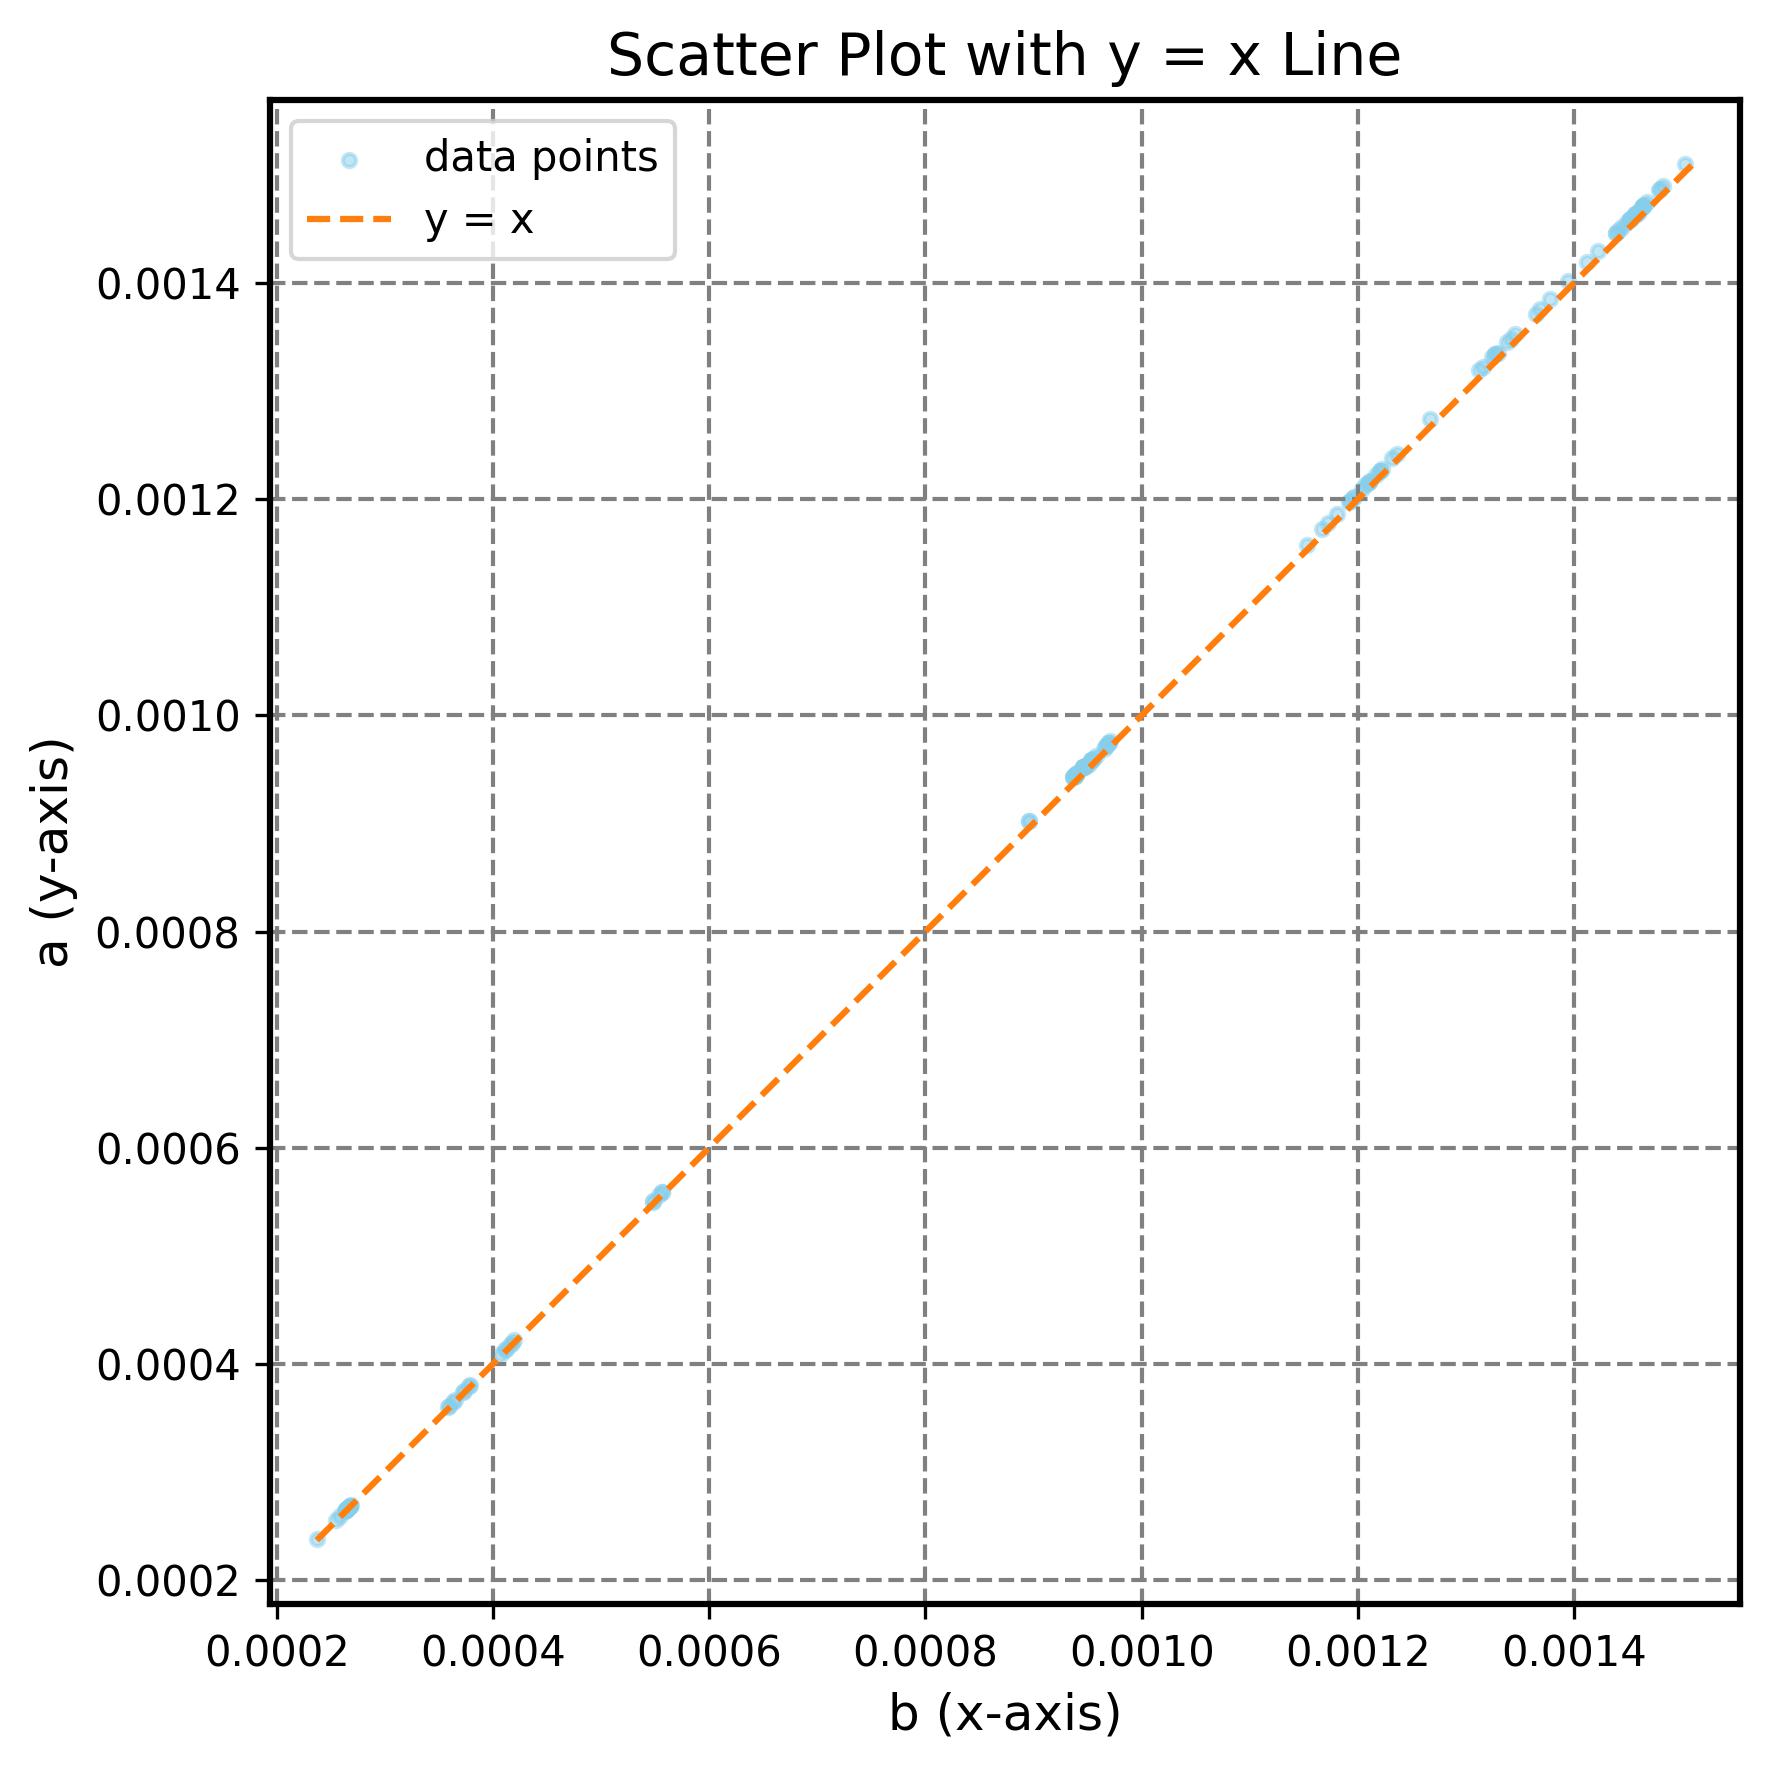 Scatter Plot with y = x Line
data points
y = x
0.0014
0.0012
0.0010
0.0008
0.0006
0.0004
0.0002
a (y-axis)
0.0002 0.0004 0.0006 0.0008 0.0010 0.0012 0.0014
b (x-axis)